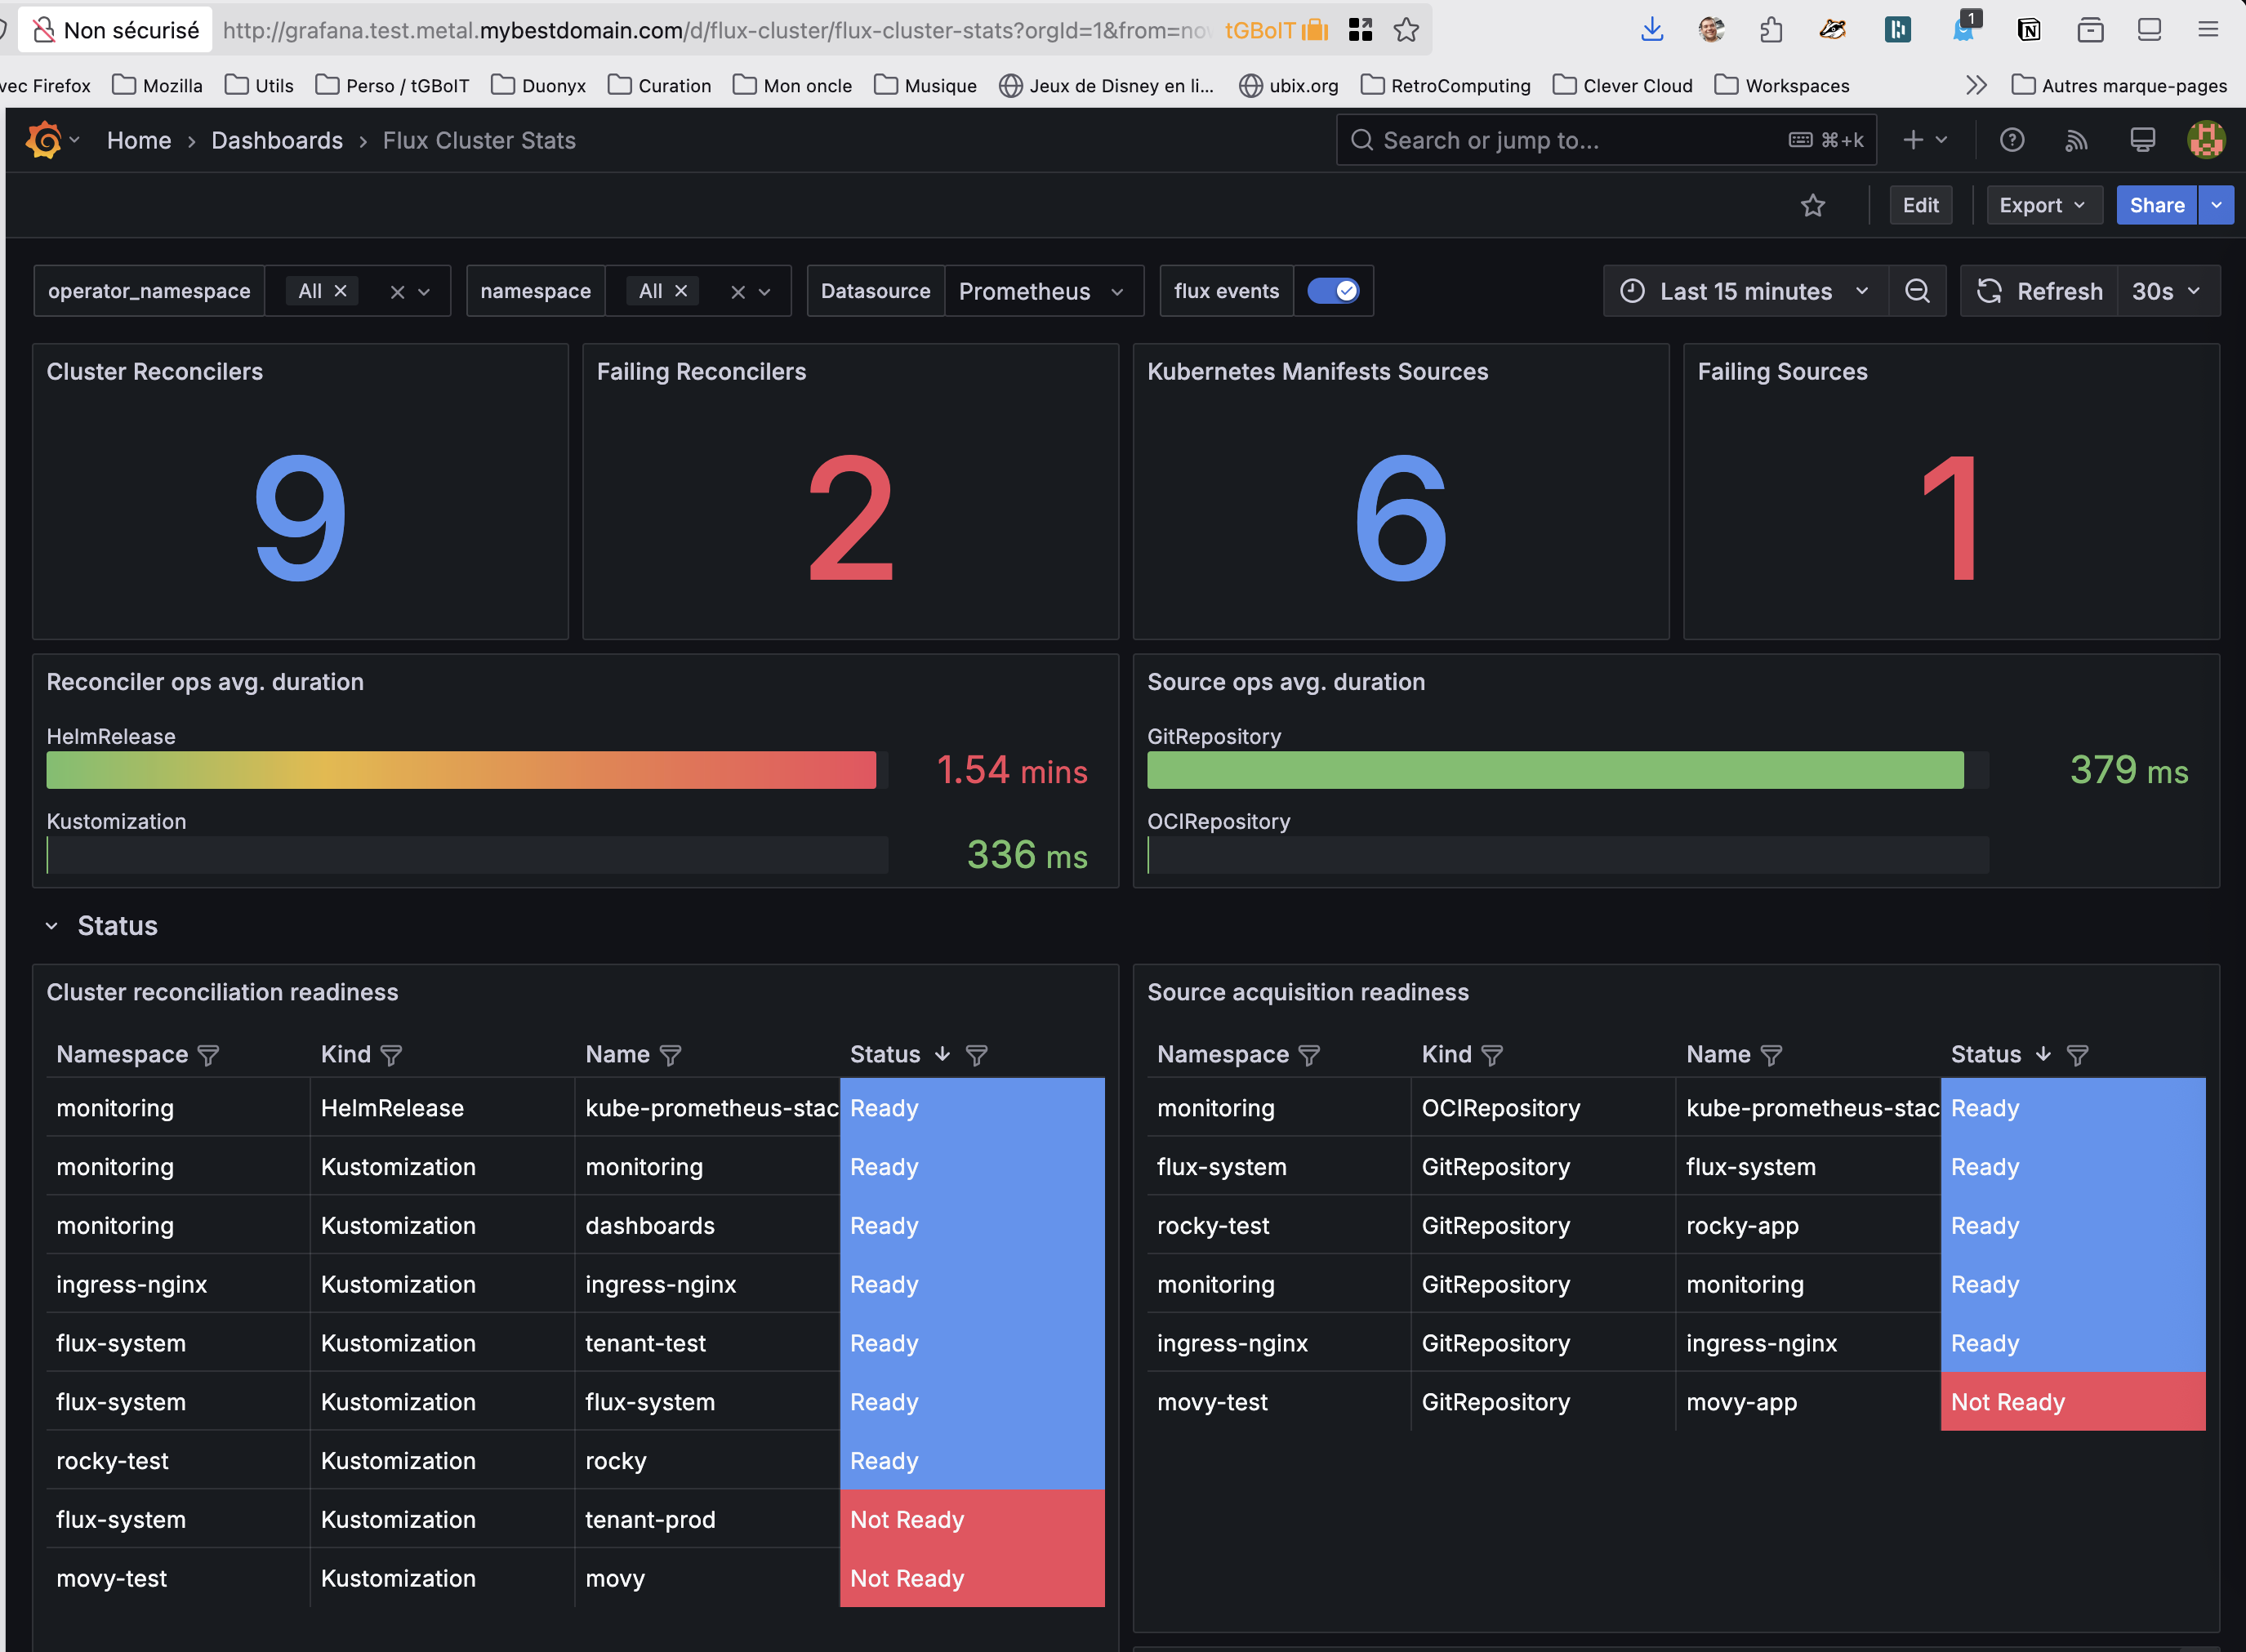 Non sécurisé http://grafana.test.metal.mybestdomain.com/d/flux-cluster/flux-cluster-stats?orgId=1&from=nov tGBoIT 1
vec Firefox Mozilla Utils Perso / tGBoIT Duonyx Curation Mon oncle Musique Jeux de Disney en li... ubix.org RetroComputing Clever Cloud Workspaces Autres marque-pages
Home › Dashboards › Flux Cluster Stats Search or jump to... ⌘+k
Edit Export Share
operator_namespace All namespace All Datasource Prometheus flux events Last 15 minutes Refresh 30s
Cluster Reconcilers Failing Reconcilers Kubernetes Manifests Sources Failing Sources
9 2 6 1
Reconciler ops avg. duration Source ops avg. duration
HelmRelease GitRepository
1.54 mins 379 ms
Kustomization OCIRepository
336 ms
Status
Cluster reconciliation readiness
Namespace Kind Name Status
monitoring HelmRelease kube-prometheus-stac Ready
monitoring Kustomization monitoring Ready
monitoring Kustomization dashboards Ready
ingress-nginx Kustomization ingress-nginx Ready
flux-system Kustomization tenant-test Ready
flux-system Kustomization flux-system Ready
rocky-test Kustomization rocky Ready
flux-system Kustomization tenant-prod Not Ready
movy-test Kustomization movy Not Ready
Source acquisition readiness
Namespace Kind Name Status
monitoring OCIRepository kube-prometheus-stac Ready
flux-system GitRepository flux-system Ready
rocky-test GitRepository rocky-app Ready
monitoring GitRepository monitoring Ready
ingress-nginx GitRepository ingress-nginx Ready
movy-test GitRepository movy-app Not Ready